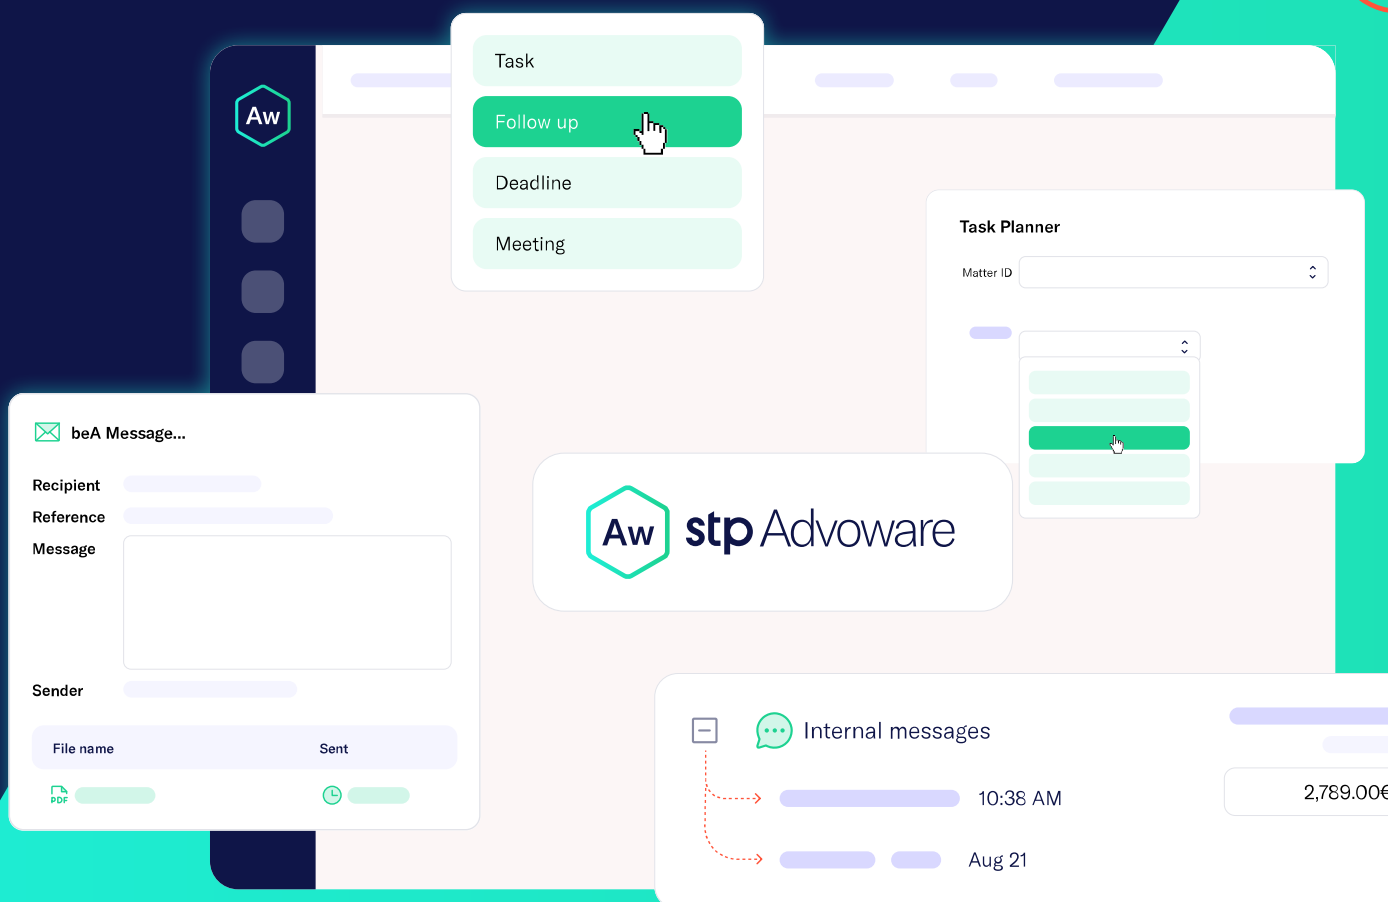 Aw
Task
Follow up
Deadline
Meeting
Task Planner
Matter ID
beA Message...
Recipient
Reference
Message
Sender
File name Sent
PDF
Aw stp Advoware
Internal messages
10:38 AM
2,789.00€
Aug 21